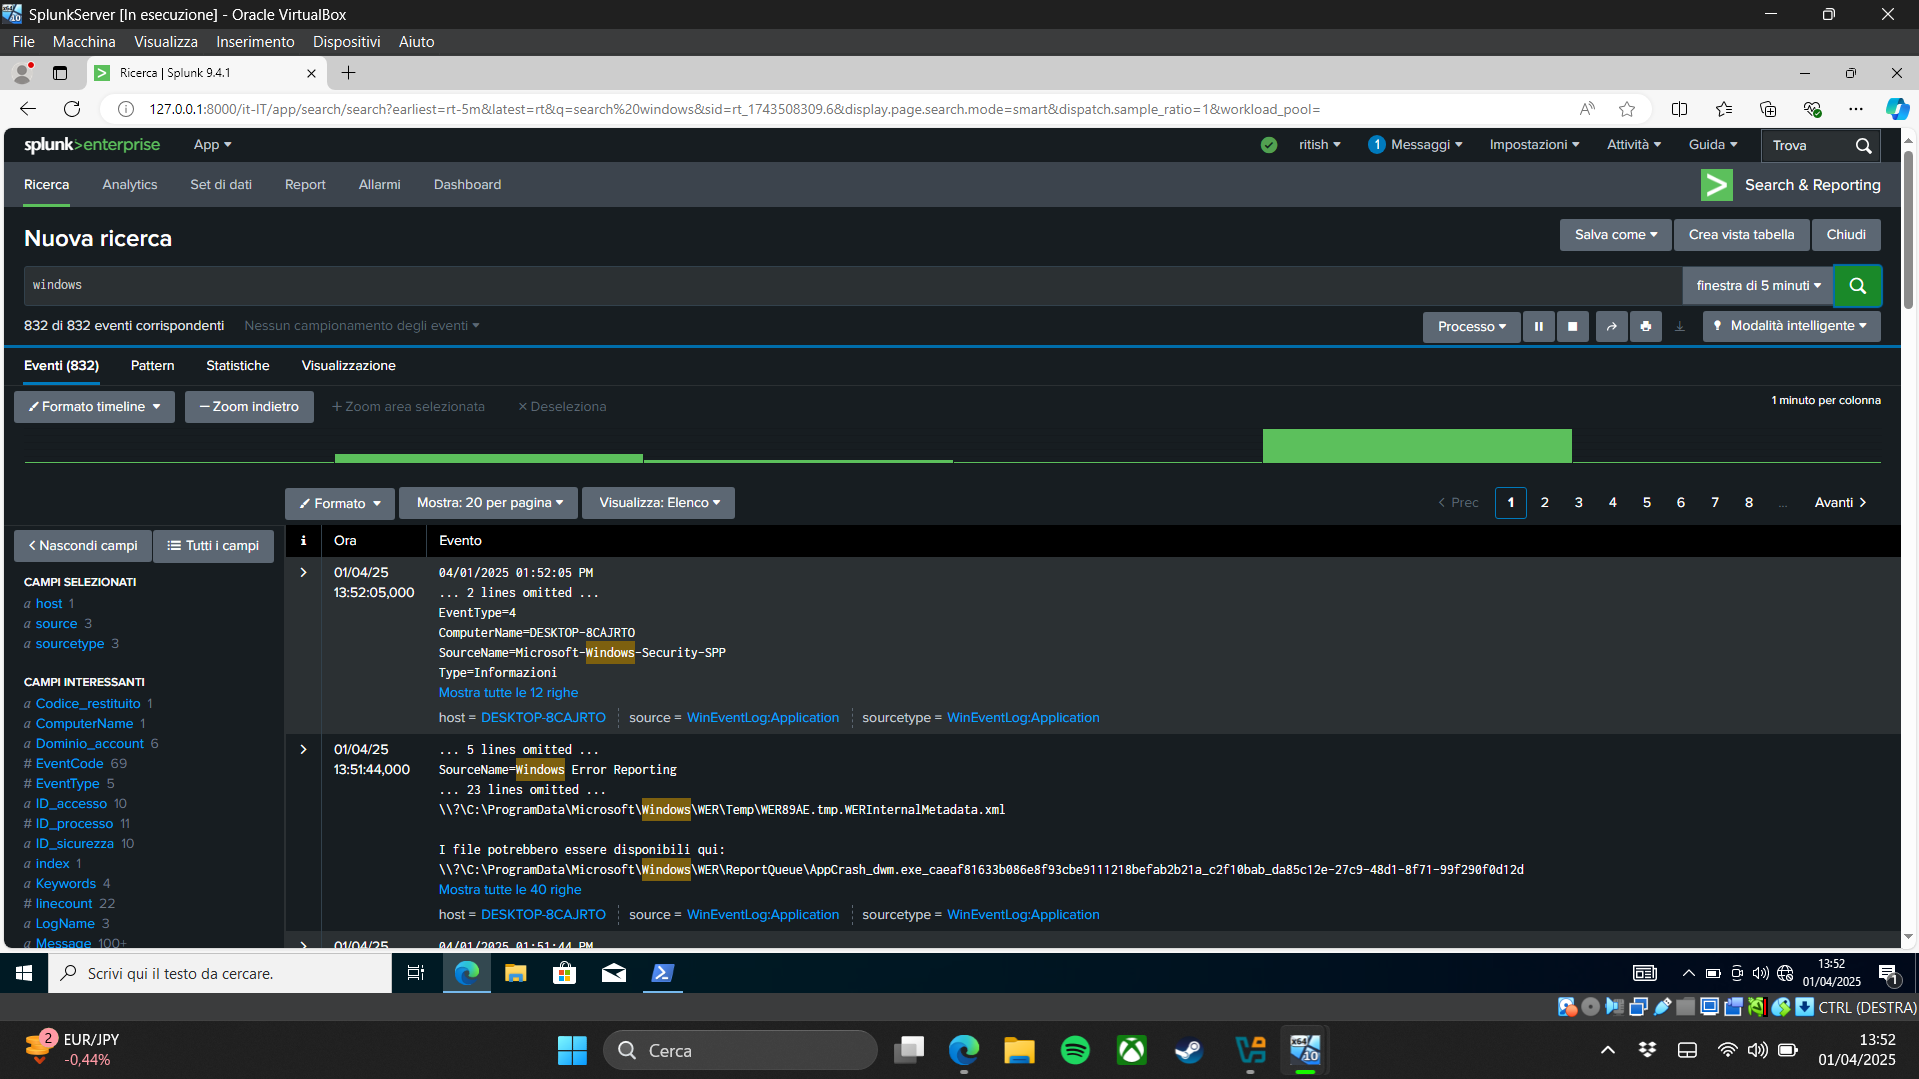 SplunkServer [In esecuzione] - Oracle VirtualBox
File Macchina Visualizza Inserimento Dispositivi Aiuto
Ricerca | Splunk 9.4.1
127.0.0.1:8000/it-IT/app/search/search?earliest=rt-5m&latest=rt&q=search%20windows&sid=rt_1743508309.6&display.page.search.mode=smart&dispatch.sample_ratio=1&workload_pool=
splunk>enterprise App ritish 1 Messaggi Impostazioni Attività Guida Trova
Ricerca Analytics Set di dati Report Allarmi Dashboard Search & Reporting
Nuova ricerca Salva come Crea vista tabella Chiudi
windows finestra di 5 minuti
832 di 832 eventi corrispondenti Nessun campionamento degli eventi Processo Modalità intelligente
Eventi (832) Pattern Statistiche Visualizzazione
Formato timeline — Zoom indietro + Zoom area selezionata × Deseleziona 1 minuto per colonna
Formato Mostra: 20 per pagina Visualizza: Elenco < Prec 1 2 3 4 5 6 7 8 ... Avanti >
< Nascondi campi Tutti i campi
CAMPI SELEZIONATI
a host 1
a source 3
a sourcetype 3
CAMPI INTERESSANTI
a Codice_restituito 1
a ComputerName 1
a Dominio_account 6
# EventCode 69
# EventType 5
a ID_accesso 10
# ID_processo 11
a ID_sicurezza 10
a index 1
a Keywords 4
# linecount 22
a LogName 3
a Message 100+
i Ora Evento
01/04/25
13:52:05,000
04/01/2025 01:52:05 PM
... 2 lines omitted ...
EventType=4
ComputerName=DESKTOP-8CAJRTO
SourceName=Microsoft-Windows-Security-SPP
Type=Informazioni
Mostra tutte le 12 righe
host = DESKTOP-8CAJRTO source = WinEventLog:Application sourcetype = WinEventLog:Application
01/04/25
13:51:44,000
... 5 lines omitted ...
SourceName=Windows Error Reporting
... 23 lines omitted ...
\\?\C:\ProgramData\Microsoft\Windows\WER\Temp\WER89AE.tmp.WERInternalMetadata.xml
I file potrebbero essere disponibili qui:
\\?\C:\ProgramData\Microsoft\Windows\WER\ReportQueue\AppCrash_dwm.exe_caeaf81633b086e8f93cbe9111218befab2b21a_c2f10bab_da85c12e-27c9-48d1-8f71-99f290f0d12d
Mostra tutte le 40 righe
host = DESKTOP-8CAJRTO source = WinEventLog:Application sourcetype = WinEventLog:Application
01/04/25 04/01/2025 01:51:44 PM
Scrivi qui il testo da cercare.
13:52
01/04/2025
1
CTRL (DESTRA)
2
EUR/JPY
-0,44%
Cerca
x64
10
13:52
01/04/2025